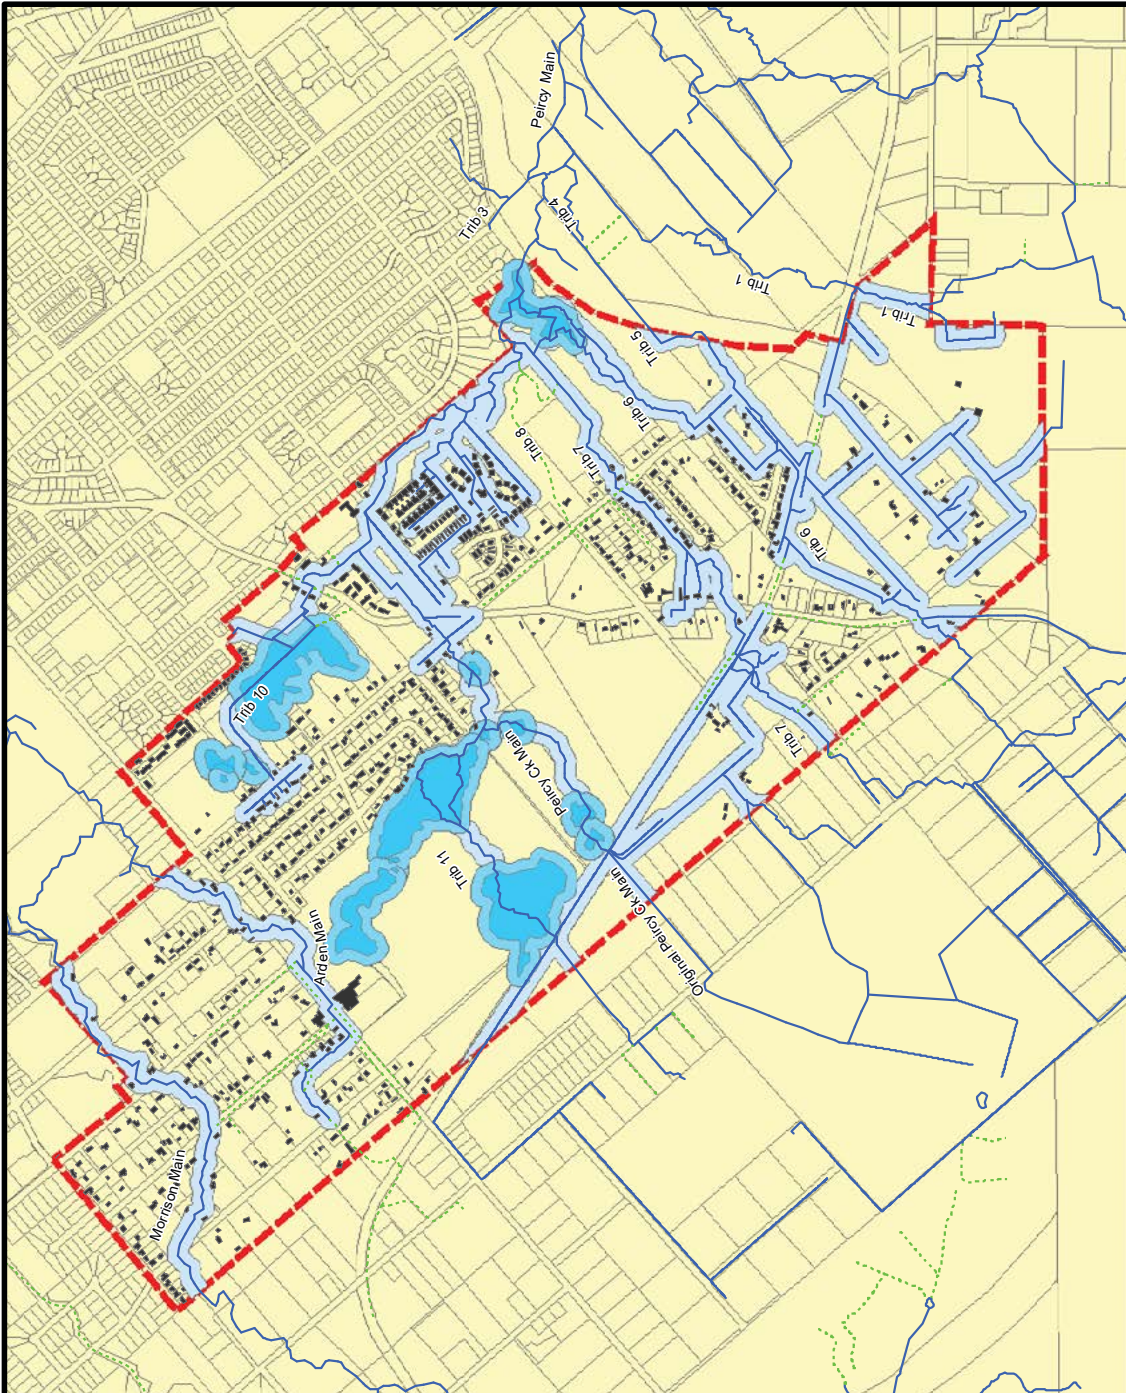 Peircy Main
Trib 3
Trib 4
Trib 1
Trib 1
Trib 5
Trib 6
Trib 8
Trib 7
Trib 6
Trib 10
Peircy Ck Main
Trib 7
Trib 11
Original Peircy Ck Main
Arden Main
Morrison Main